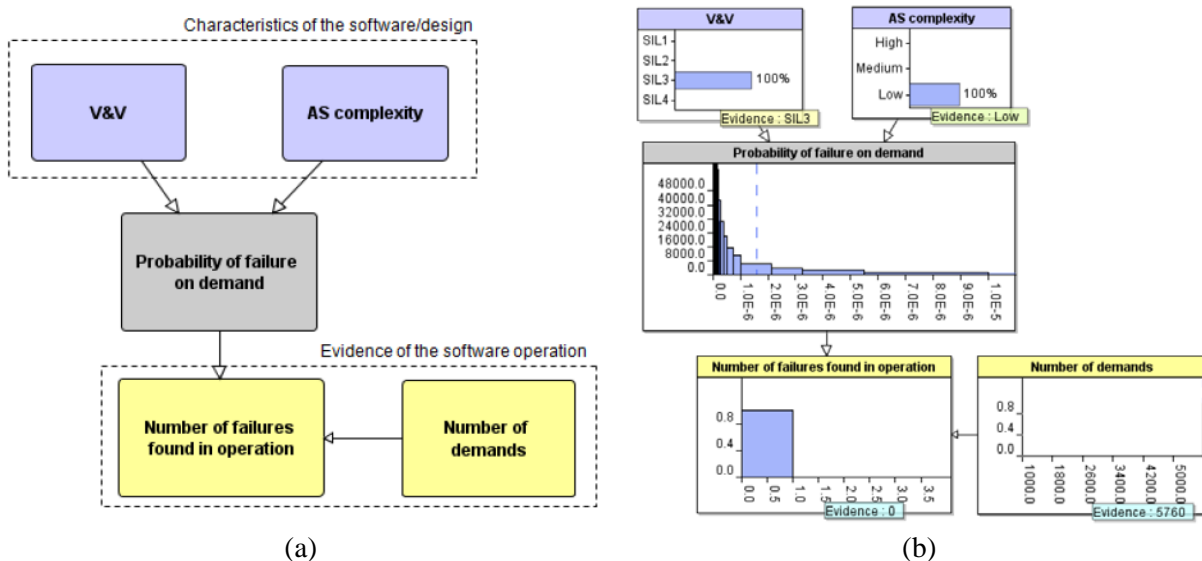 Characteristics of the software/design
V&V
AS complexity
Probability of failure
on demand
Evidence of the software operation
Number of failures
found in operation
Number of
demands
(a)
V&V
SIL1
SIL2
SIL3
100%
SIL4
Evidence : SIL3
AS complexity
High
Medium
Low
100%
Evidence : Low
Probability of failure on demand
48000.0
40000.0
32000.0
24000.0
16000.0
8000.0
0.0
0.0
1.0E-6
2.0E-6
3.0E-6
4.0E-6
5.0E-6
6.0E-6
7.0E-6
8.0E-6
9.0E-6
1.0E-5
Number of failures found in operation
0.8
0.4
0.0
0.0
0.5
1.0
1.5
2.0
2.5
3.0
3.5
Evidence : 0
Number of demands
0.8
0.4
0.0
1000.0
1800.0
2600.0
3400.0
4200.0
5000.0
Evidence : 5760
(b)